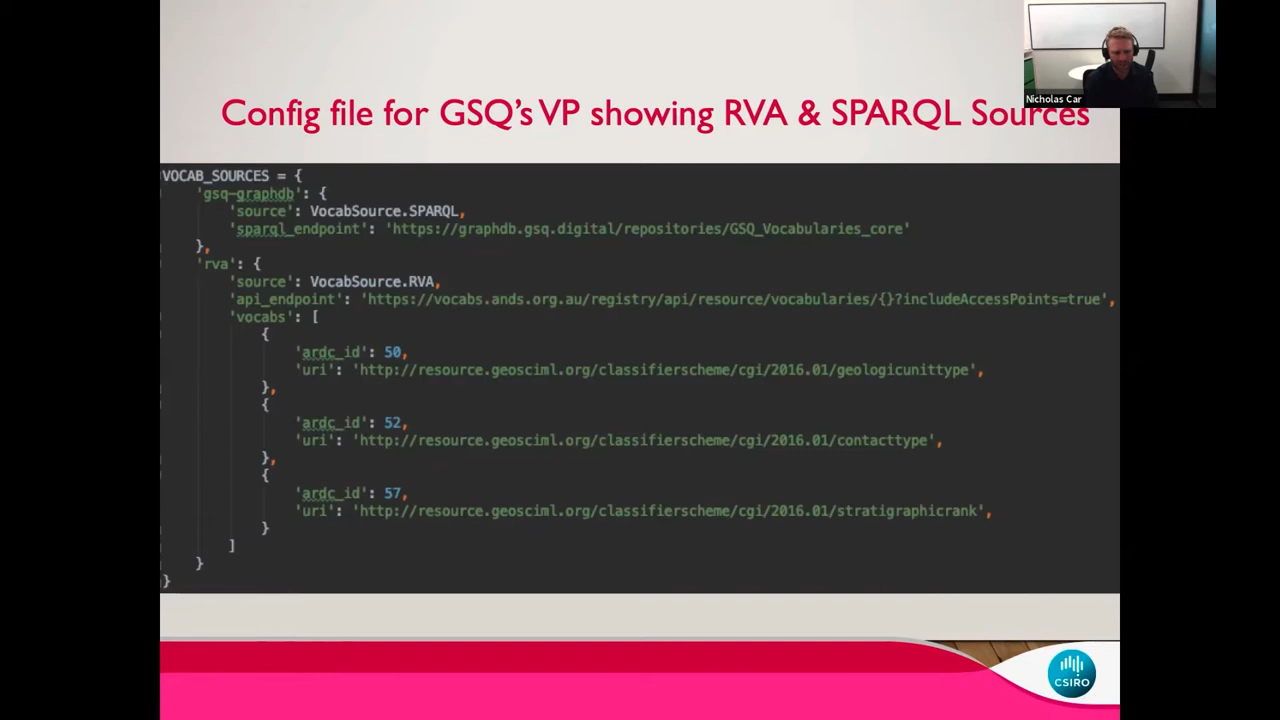 Config file for GSQ's VP showing RVA & SPARQL Sources
Nicholas Car
VOCAB_SOURCES = {
'gsq-graphdb': {
'source': VocabSource.SPARQL,
'sparql_endpoint': 'https://graphdb.gsq.digital/repositories/GSQ_Vocabularies_core'
},
'rva': {
'source': VocabSource.RVA,
'api_endpoint': 'https://vocabs.ands.org.au/registry/api/resource/vocabularies/{}?includeAccessPoints=true',
'vocabs': [
{
'ardc_id': 50,
'uri': 'http://resource.geosciml.org/classifierscheme/cgi/2016.01/geologicunittype',
},
{
'ardc_id': 52,
'uri': 'http://resource.geosciml.org/classifierscheme/cgi/2016.01/contacttype',
},
{
'ardc_id': 57,
'uri': 'http://resource.geosciml.org/classifierscheme/cgi/2016.01/stratigraphicrank',
}
]
}
}
CSIRO